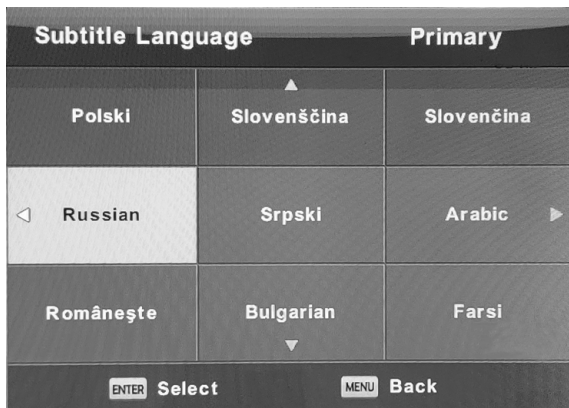 Subtitle Language Primary
Polski Slovenščina Slovenčina
Russian Srpski Arabic
Româneşte Bulgarian Farsi
ENTER Select MENU Back